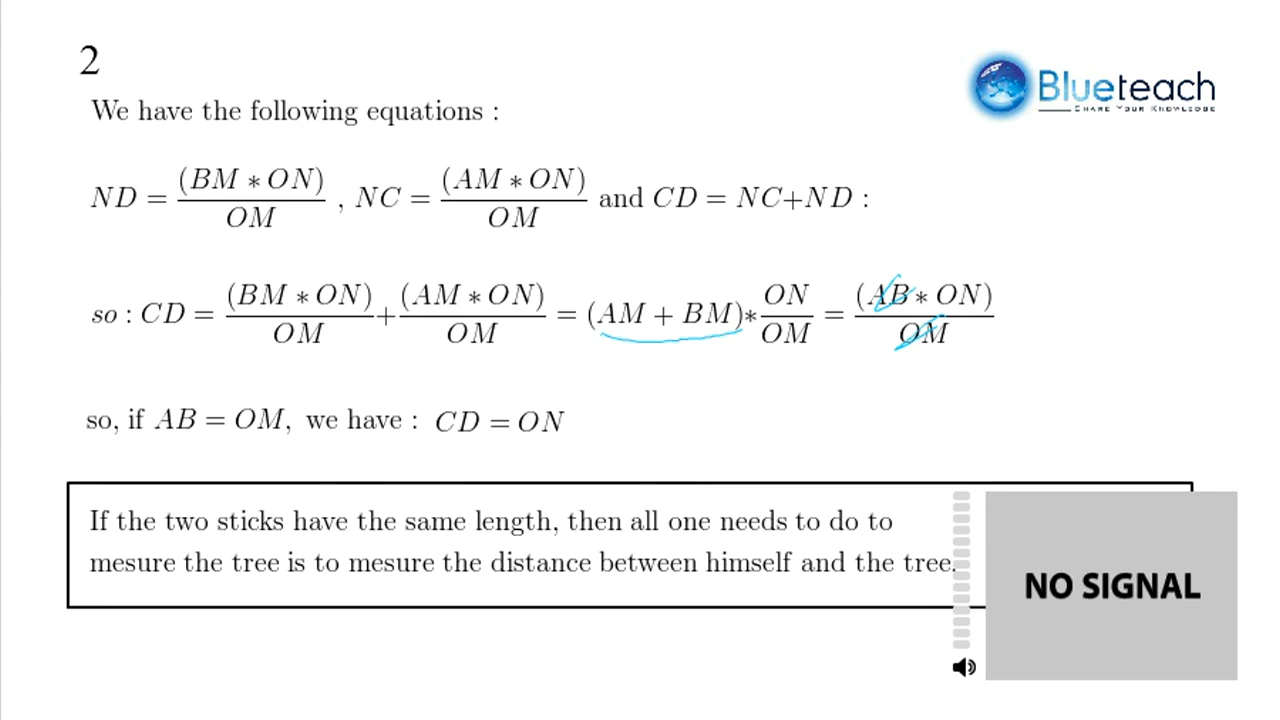 2
Blueteach
SHARE YOUR KNOWLEDGE
We have the following equations :
ND = (BM * ON) / OM , NC = (AM * ON) / OM and CD = NC+ND :
so : CD = (BM * ON) / OM + (AM * ON) / OM = (AM + BM)* ON / OM = (AB * ON) / OM
so, if AB = OM, we have : CD = ON
If the two sticks have the same length, then all one needs to do to
mesure the tree is to mesure the distance between himself and the tree.
NO SIGNAL